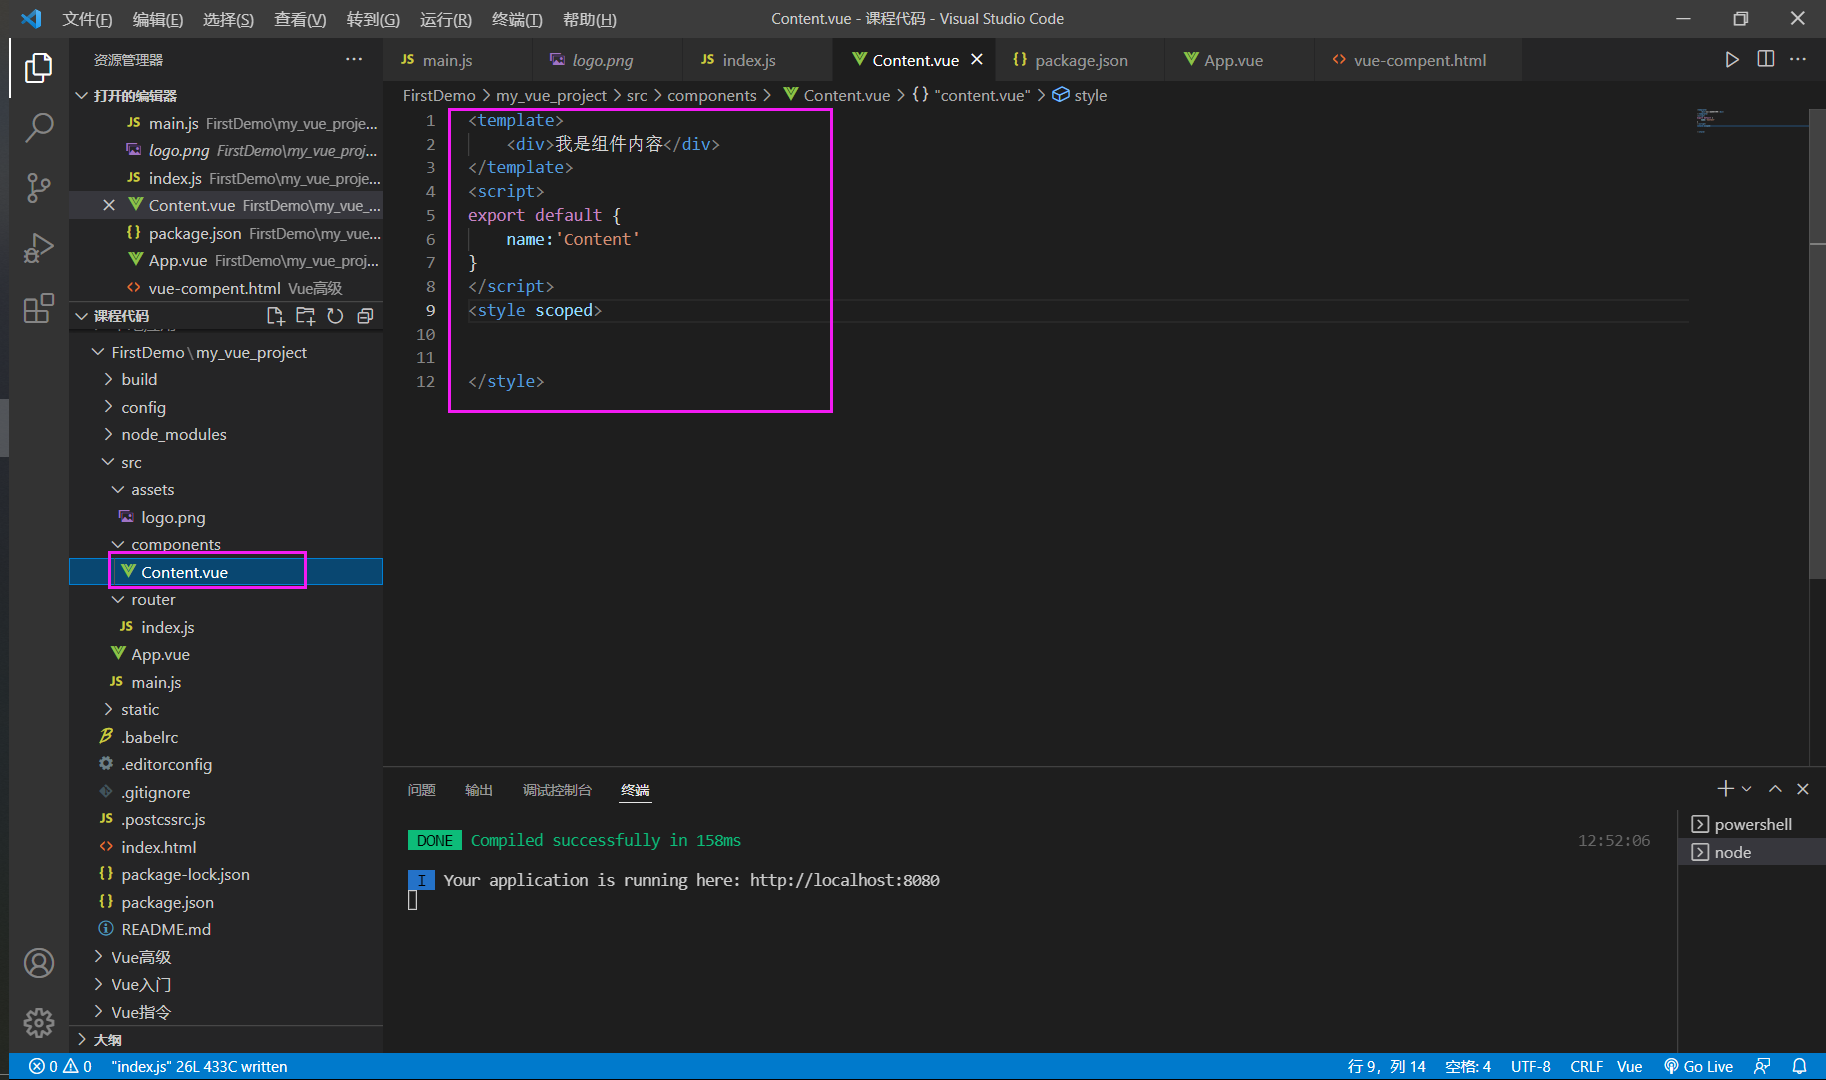 文件(F) 编辑(E) 选择(S) 查看(V) 转到(G) 运行(R) 终端(T) 帮助(H)
Content.vue - 课程代码 - Visual Studio Code
资源管理器
打开的编辑器
JS main.js FirstDemo\my_vue_proje...
logo.png FirstDemo\my_vue_proj...
JS index.js FirstDemo\my_vue_proje...
Content.vue FirstDemo\my_vue_...
{} package.json FirstDemo\my_vue...
App.vue FirstDemo\my_vue_proj...
<> vue-compent.html Vue高级
课程代码
FirstDemo\my_vue_project
build
config
node_modules
src
assets
logo.png
components
Content.vue
router
JS index.js
App.vue
JS main.js
static
.babelrc
.editorconfig
.gitignore
JS .postcssrc.js
<> index.html
{} package-lock.json
{} package.json
README.md
Vue高级
Vue入门
Vue指令
大纲
JS main.js
logo.png
JS index.js
Content.vue
{} package.json
App.vue
<> vue-compent.html
FirstDemo > my_vue_project > src > components > Content.vue > {} "content.vue" > style
1 <template>
2 <div>我是组件内容</div>
3 </template>
4 <script>
5 export default {
6 name:'Content'
7 }
8 </script>
9 <style scoped>
10
11
12 </style>
问题 输出 调试控制台 终端
DONE Compiled successfully in 158ms 12:52:06
I Your application is running here: http://localhost:8080
powershell
node
0 0 "index.js" 26L 433C written
行 9，列 14 空格: 4 UTF-8 CRLF Vue Go Live